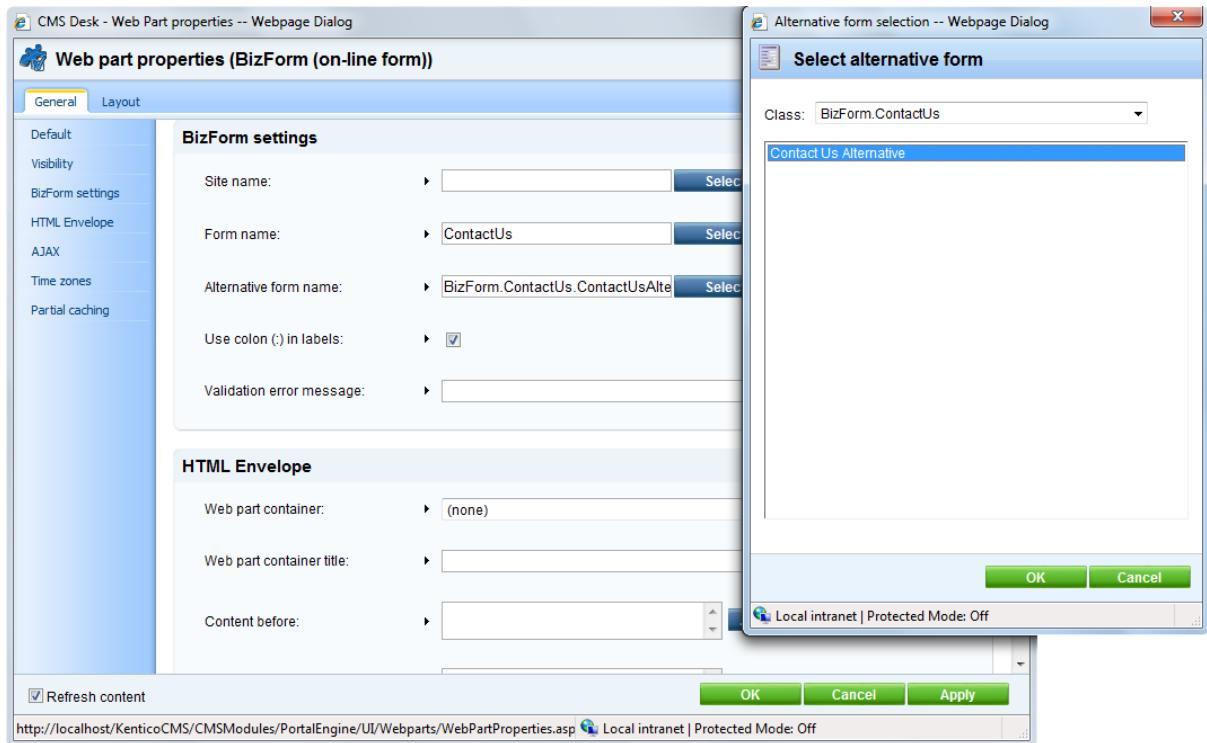 CMS Desk - Web Part properties -- Webpage Dialog
Web part properties (BizForm (on-line form))
General Layout
Default
Visibility
BizForm settings
HTML Envelope
AJAX
Time zones
Partial caching
BizForm settings
Site name: Selec
Form name: ContactUs Selec
Alternative form name: BizForm.ContactUs.ContactUsAlte Selec
Use colon (:) in labels:
Validation error message:
HTML Envelope
Web part container: (none)
Web part container title:
Content before:
Refresh content
OK Cancel Apply
http://localhost/KenticoCMS/CMSModules/PortalEngine/UI/Webparts/WebPartProperties.asp Local intranet | Protected Mode: Off
Alternative form selection -- Webpage Dialog
Select alternative form
Class: BizForm.ContactUs
Contact Us Alternative
OK Cancel
Local intranet | Protected Mode: Off